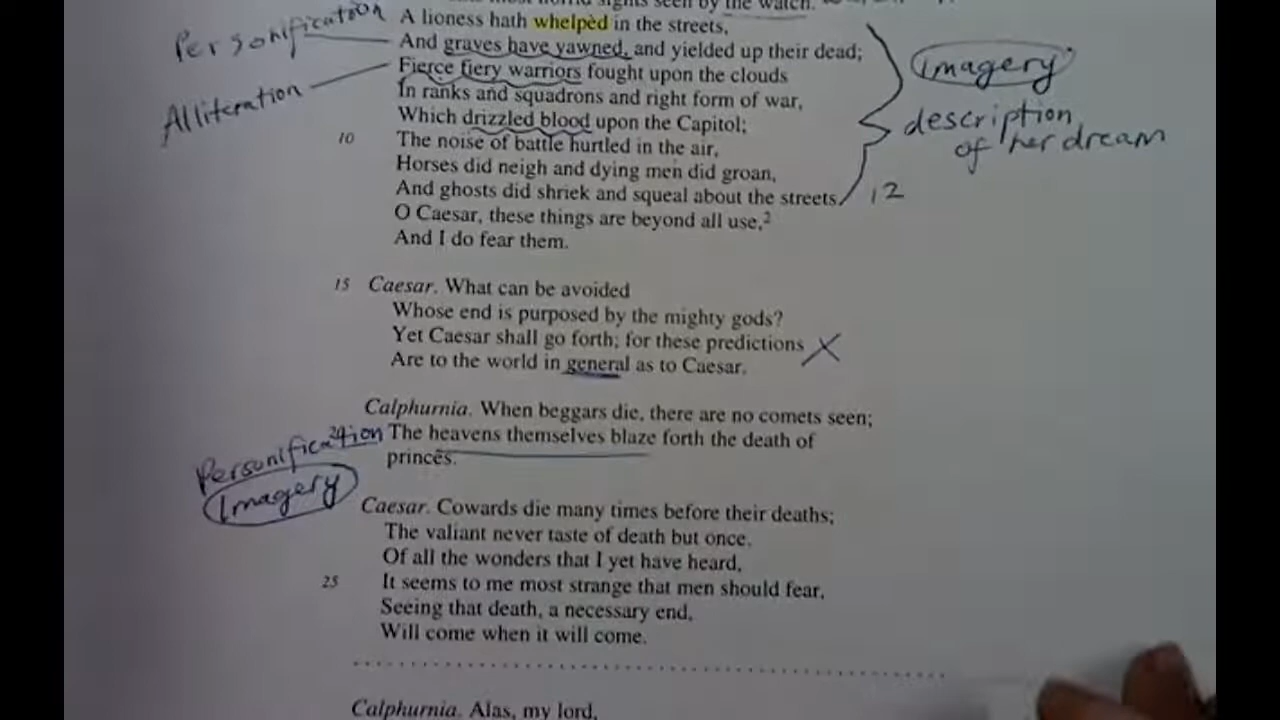 most horrid sights seen by the watch.
Personification A lioness hath whelpèd in the streets,
And graves have yawned, and yielded up their dead;
Alliteration Fierce fiery warriors fought upon the clouds
In ranks and squadrons and right form of war,
Which drizzled blood upon the Capitol;
10 The noise of battle hurtled in the air,
Horses did neigh and dying men did groan,
And ghosts did shriek and squeal about the streets 12
O Caesar, these things are beyond all use,²
And I do fear them.
Imagery
description
of her dream
15 Caesar. What can be avoided
Whose end is purposed by the mighty gods?
Yet Caesar shall go forth; for these predictions X
Are to the world in general as to Caesar.
Calphurnia. When beggars die, there are no comets seen;
Personification The heavens themselves blaze forth the death of
princes.
Imagery
Caesar. Cowards die many times before their deaths;
The valiant never taste of death but once.
Of all the wonders that I yet have heard,
25 It seems to me most strange that men should fear,
Seeing that death, a necessary end,
Will come when it will come.
Calphurnia. Alas, my lord,